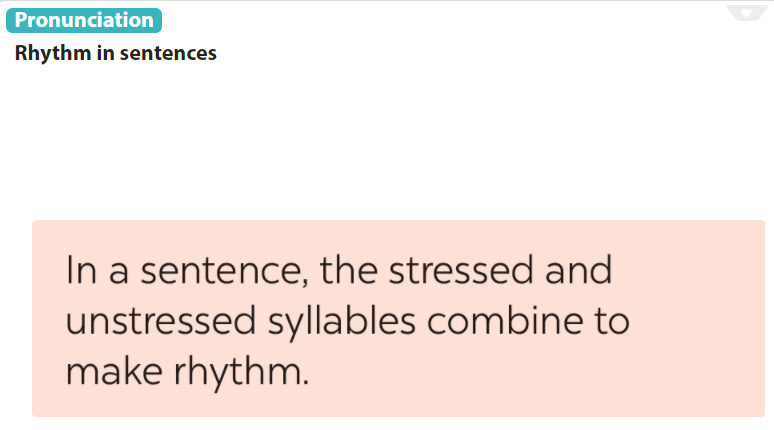 Pronunciation
Rhythm in sentences
In a sentence, the stressed and
unstressed syllables combine to
make rhythm.